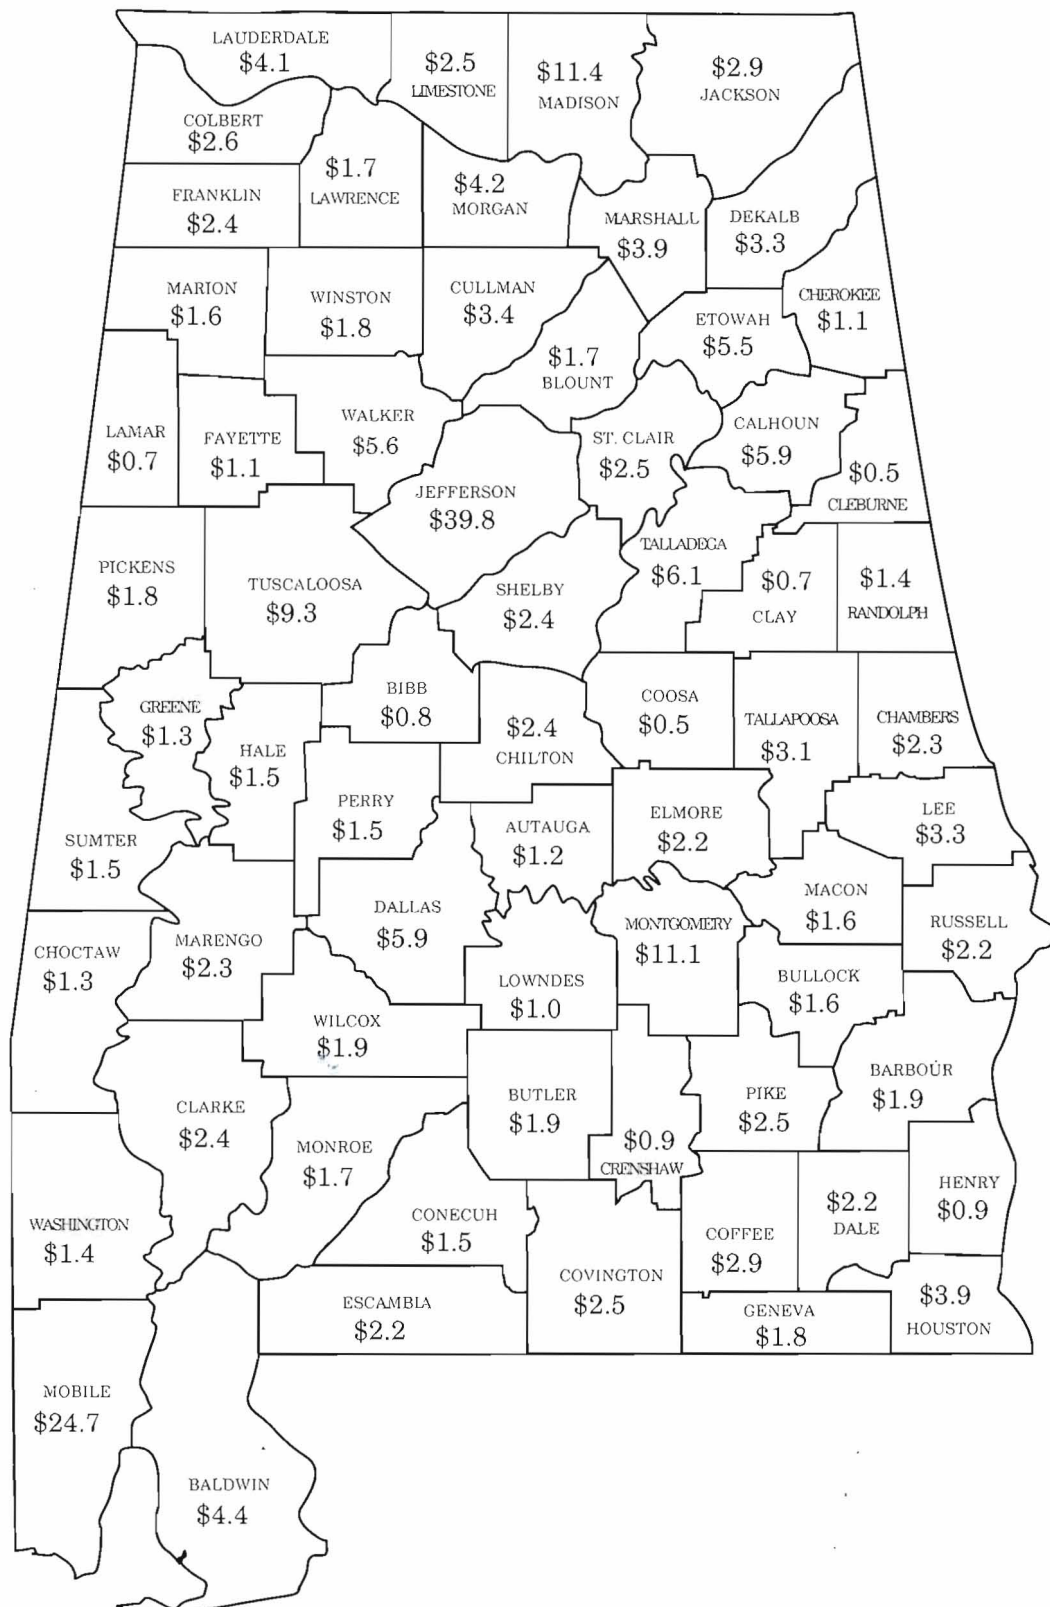 LAUDERDALE
$4.1
$2.5
LIMESTONE
$11.4
MADISON
$2.9
JACKSON
COLBERT
$2.6
$1.7
LAWRENCE
FRANKLIN
$2.4
$4.2
MORGAN
MARSHALL
$3.9
DEKALB
$3.3
MARION
$1.6
WINSTON
$1.8
CULLMAN
$3.4
CHEROKEE
$1.1
ETOWAH
$5.5
$1.7
BLOUNT
LAMAR
$0.7
FAYETTE
$1.1
WALKER
$5.6
ST. CLAIR
$2.5
CALHOUN
$5.9
$0.5
CLEBURNE
JEFFERSON
$39.8
PICKENS
$1.8
TUSCALOOSA
$9.3
SHELBY
$2.4
TALLADEGA
$6.1
$0.7
CLAY
$1.4
RANDOLPH
GREENE
$1.3
HALE
$1.5
BIBB
$0.8
$2.4
CHILTON
COOSA
$0.5
TALLAPOOSA
$3.1
CHAMBERS
$2.3
PERRY
$1.5
AUTAUGA
$1.2
ELMORE
$2.2
LEE
$3.3
SUMTER
$1.5
DALLAS
$5.9
MACON
$1.6
RUSSELL
$2.2
CHOCTAW
$1.3
MARENGO
$2.3
MONTGOMERY
$11.1
LOWNDES
$1.0
BULLOCK
$1.6
WILCOX
$1.9
BARBOUR
$1.9
CLARKE
$2.4
BUTLER
$1.9
PIKE
$2.5
MONROE
$1.7
$0.9
CRENSHAW
WASHINGTON
$1.4
CONECUH
$1.5
COFFEE
$2.9
$2.2
DALE
HENRY
$0.9
COVINGTON
$2.5
ESCAMBIA
$2.2
GENEVA
$1.8
$3.9
HOUSTON
MOBILE
$24.7
BALDWIN
$4.4